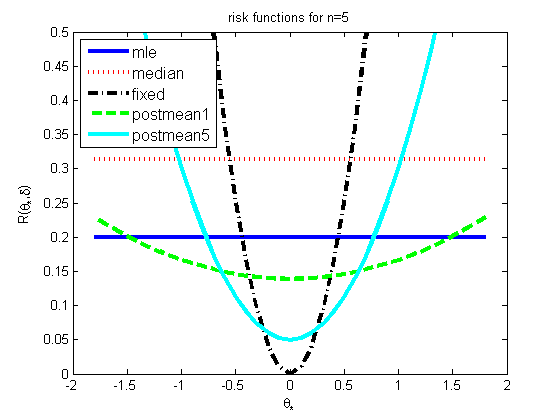 risk functions for n=5
0.5
0.45
0.4
0.35
0.3
0.25
0.2
0.15
0.1
0.05
0
R(θ*,δ)
mle
median
fixed
postmean1
postmean5
-2 -1.5 -1 -0.5 0 0.5 1 1.5 2
θ*